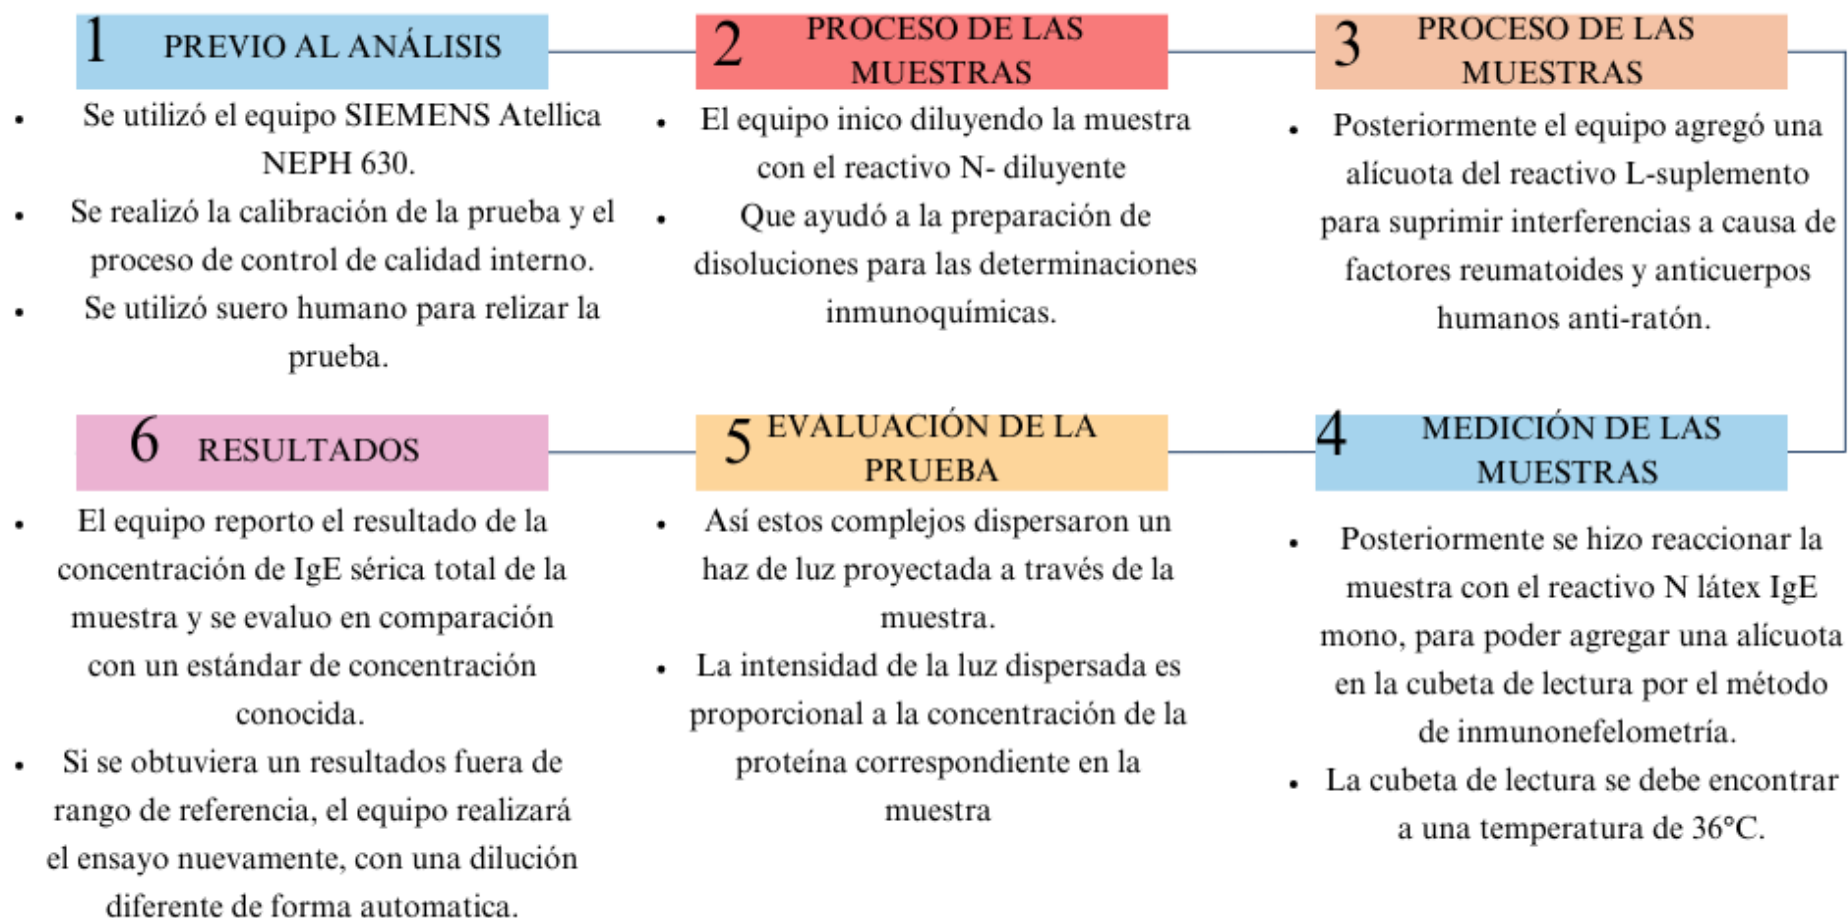 1 PREVIO AL ANÁLISIS
• Se utilizó el equipo SIEMENS Atellica
NEPH 630.
• Se realizó la calibración de la prueba y el
proceso de control de calidad interno.
• Se utilizó suero humano para relizar la
prueba.
2 PROCESO DE LAS
MUESTRAS
• El equipo inico diluyendo la muestra
con el reactivo N- diluyente
• Que ayudó a la preparación de
disoluciones para las determinaciones
inmunoquímicas.
3 PROCESO DE LAS
MUESTRAS
• Posteriormente el equipo agregó una
alícuota del reactivo L-suplemento
para suprimir interferencias a causa de
factores reumatoides y anticuerpos
humanos anti-ratón.
4 MEDICIÓN DE LAS
MUESTRAS
• Posteriormente se hizo reaccionar la
muestra con el reactivo N látex IgE
mono, para poder agregar una alícuota
en la cubeta de lectura por el método
de inmunonefelometría.
• La cubeta de lectura se debe encontrar
a una temperatura de 36°C.
5 EVALUACIÓN DE LA
PRUEBA
• Así estos complejos dispersaron un
haz de luz proyectada a través de la
muestra.
• La intensidad de la luz dispersada es
proporcional a la concentración de la
proteína correspondiente en la
muestra
6 RESULTADOS
• El equipo reporto el resultado de la
concentración de IgE sérica total de la
muestra y se evaluo en comparación
con un estándar de concentración
conocida.
• Si se obtuviera un resultados fuera de
rango de referencia, el equipo realizará
el ensayo nuevamente, con una dilución
diferente de forma automatica.